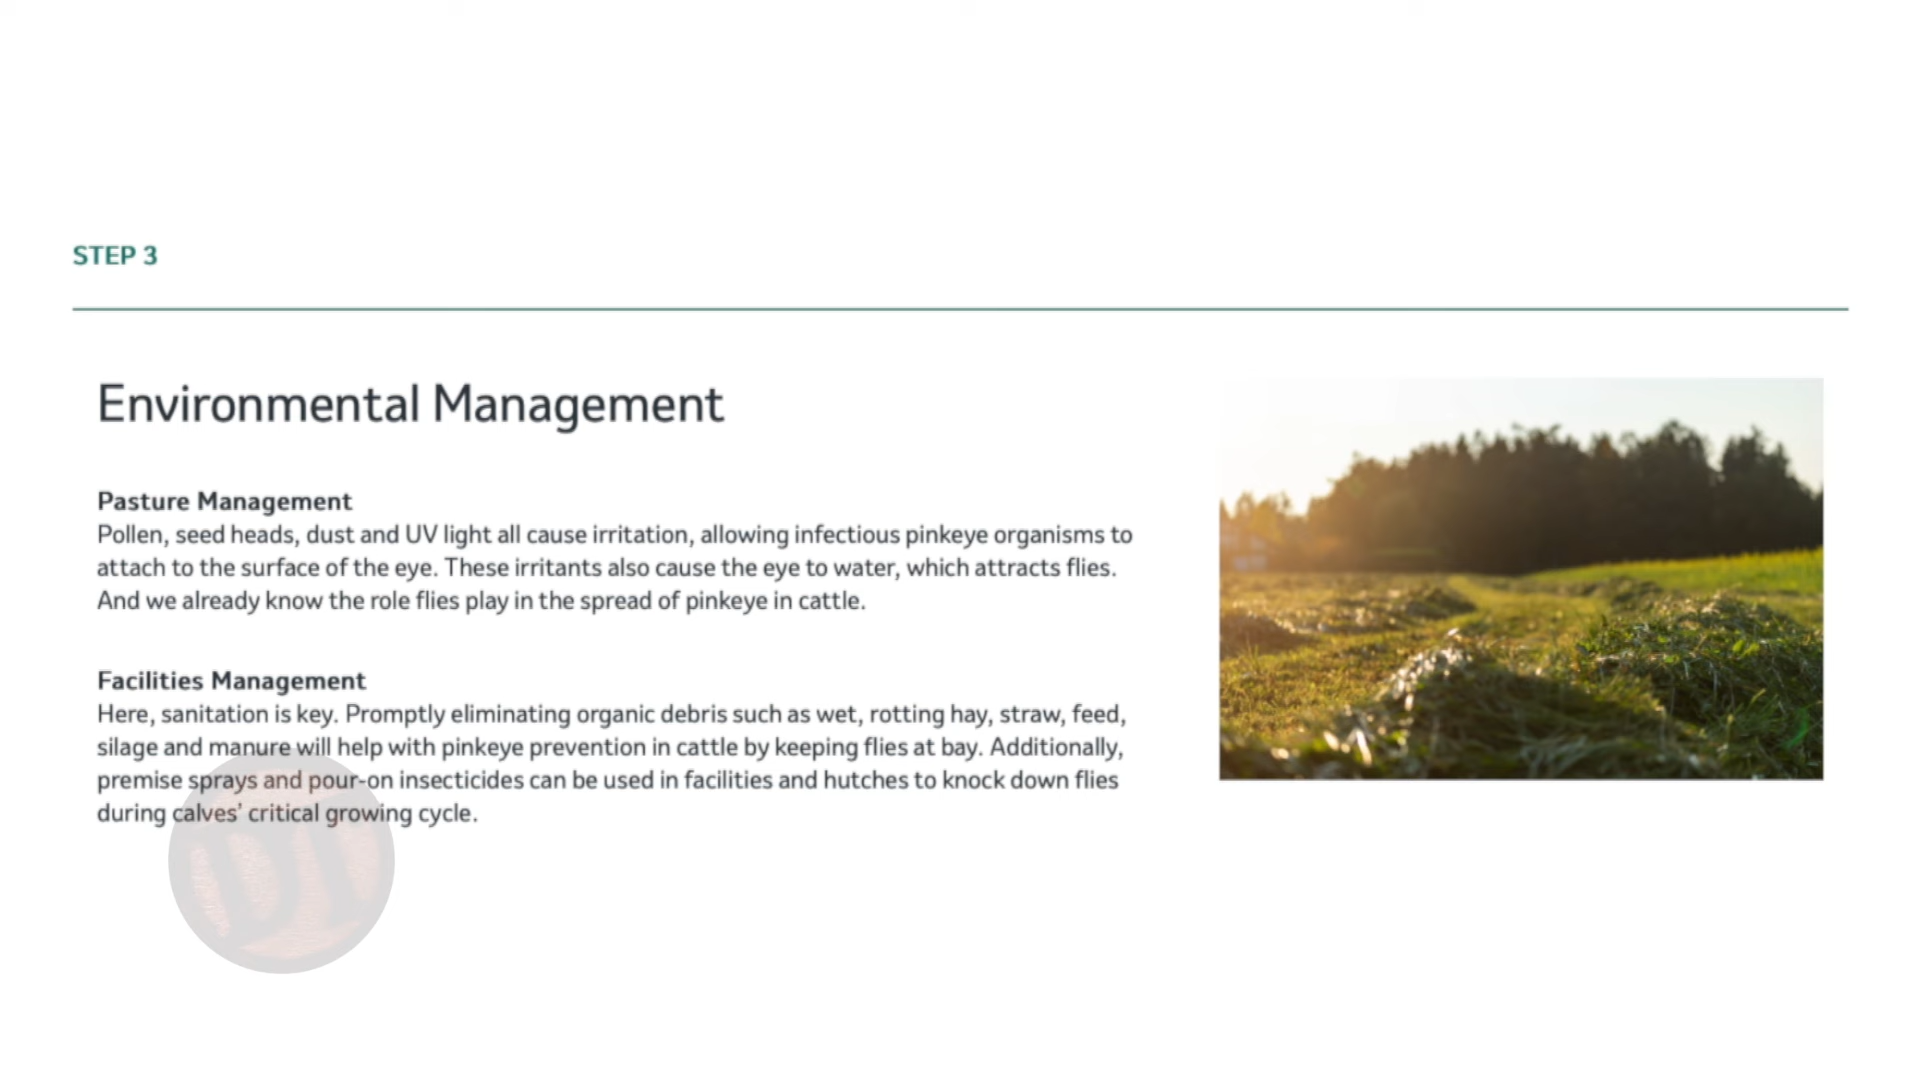 STEP 3
Environmental Management
Pasture Management
Pollen, seed heads, dust and UV light all cause irritation, allowing infectious pinkeye organisms to
attach to the surface of the eye. These irritants also cause the eye to water, which attracts flies.
And we already know the role flies play in the spread of pinkeye in cattle.
Facilities Management
Here, sanitation is key. Promptly eliminating organic debris such as wet, rotting hay, straw, feed,
silage and manure will help with pinkeye prevention in cattle by keeping flies at bay. Additionally,
premise sprays and pour-on insecticides can be used in facilities and hutches to knock down flies
during calves' critical growing cycle.